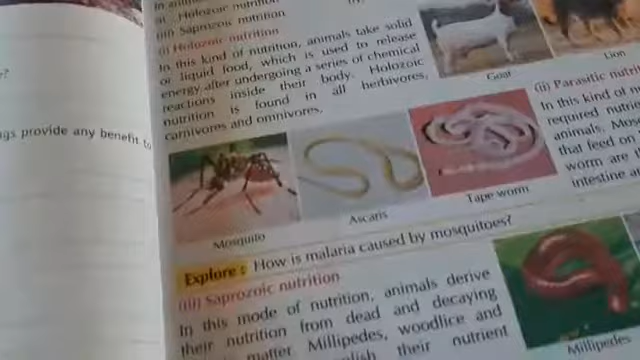 ?
ngs provide any benefit to
Holozoic nutrition
(iii) Saprozoic nutrition
(i) Holozoic nutrition
In this kind of nutrition, animals take solid
or liquid food, which is used to release
energy after undergoing a series of chemical
reactions inside their body. Holozoic
nutrition is found in all herbivores,
carnivores and omnivores.
Goat
Lion
(ii) Parasitic nutri
In this kind of
required nutri
animals. Mos
that feed on
worm are
intestine a
Mosquito
Ascaris
Tape worm
Explore : How is malaria caused by mosquitoes?
(iii) Saprozoic nutrition
In this mode of nutrition, animals derive
their nutrition from dead and decaying
matter. Millipedes, woodlice and
their nutrient
Millipedes